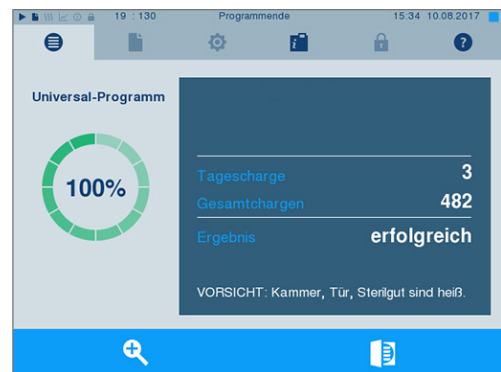 19 : 130 Programmende 15:34 10.08.2017
Universal-Programm
100%
Tagescharge 3
Gesamtchargen 482
Ergebnis erfolgreich
VORSICHT: Kammer, Tür, Sterilgut sind heiß.